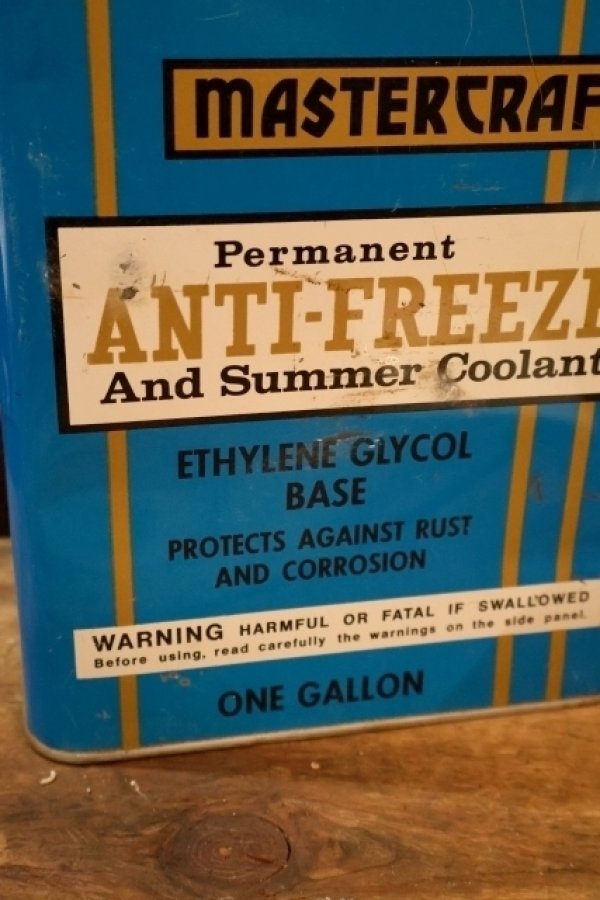 MASTERCRAF
Permanent
ANTI-FREEZE
And Summer Coolant
ETHYLENE GLYCOL
BASE
PROTECTS AGAINST RUST
AND CORROSION
WARNING HARMFUL OR FATAL IF SWALLOWED
Before using, read carefully the warnings on the side panel.
ONE GALLON